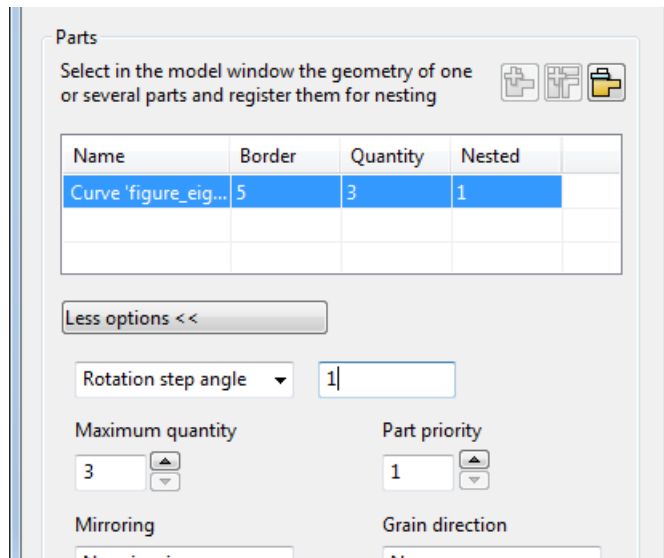 Parts
Select in the model window the geometry of one
or several parts and register them for nesting
Name Border Quantity Nested
Curve 'figure_eig... 5 3 1
Less options <<
Rotation step angle 1
Maximum quantity Part priority
3 1
Mirroring Grain direction